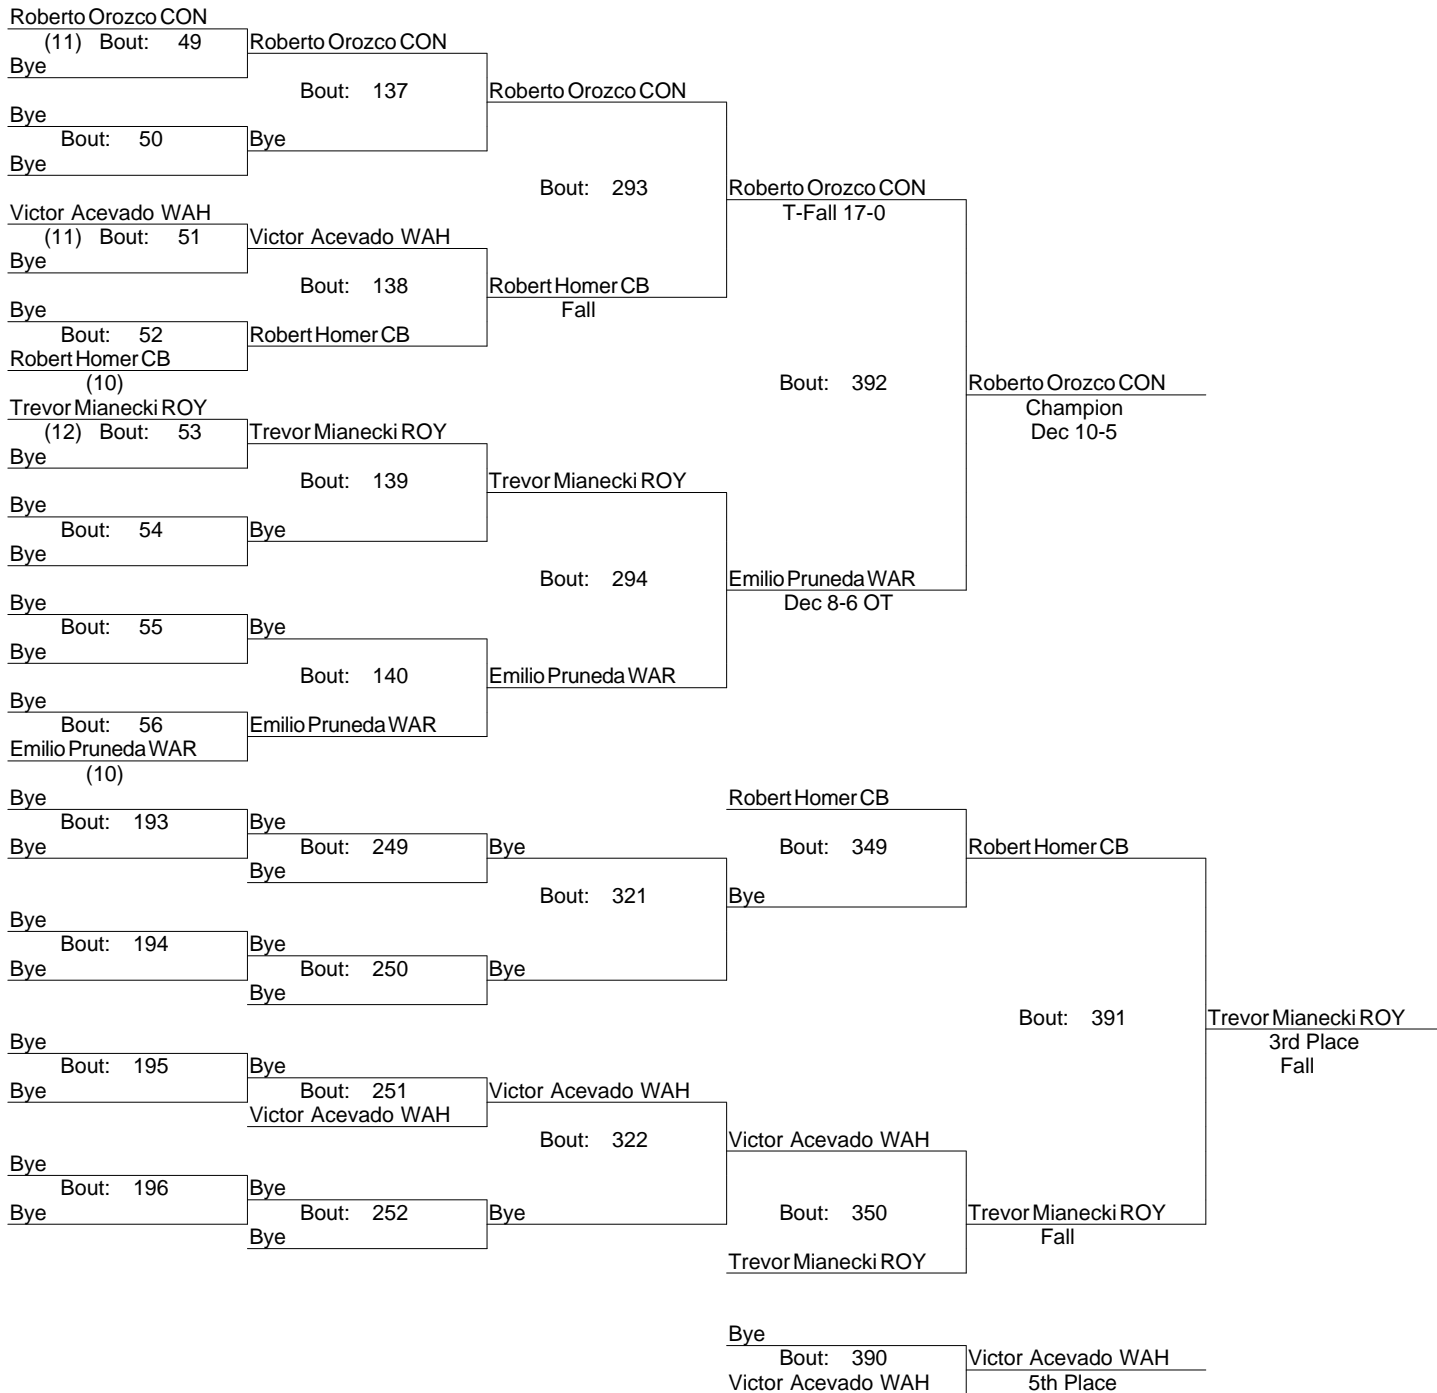 Roberto Orozco CON
(11) Bout: 49 Roberto Orozco CON
Bye
Bout: 137 Roberto Orozco CON
Bye
Bout: 50 Bye
Bye
Bout: 293 Roberto Orozco CON
T-Fall 17-0
Victor Acevado WAH
(11) Bout: 51 Victor Acevado WAH
Bye
Bout: 138 Robert Homer CB
Fall
Bye
Bout: 52 Robert Homer CB
Robert Homer CB
(10)
Bout: 392 Roberto Orozco CON
Champion
Dec 10-5
Trevor Mianecki ROY
(12) Bout: 53 Trevor Mianecki ROY
Bye
Bout: 139 Trevor Mianecki ROY
Bye
Bout: 54 Bye
Bye
Bout: 294 Emilio Pruneda WAR
Dec 8-6 OT
Bye
Bout: 55 Bye
Bye
Bout: 140 Emilio Pruneda WAR
Bye
Bout: 56 Emilio Pruneda WAR
Emilio Pruneda WAR
(10)
Bye Robert Homer CB
Bout: 193 Bye
Bye Bout: 249 Bye Bout: 349 Robert Homer CB
Bye
Bout: 321 Bye
Bye
Bout: 194 Bye
Bye Bout: 250 Bye
Bye
Bout: 391 Trevor Mianecki ROY
3rd Place
Fall
Bye
Bout: 195 Bye
Bye Bout: 251 Victor Acevado WAH
Victor Acevado WAH
Bout: 322 Victor Acevado WAH
Bye
Bout: 196 Bye
Bye Bout: 252 Bye Bout: 350 Trevor Mianecki ROY
Bye Fall
Trevor Mianecki ROY
Bye
Bout: 390 Victor Acevado WAH
Victor Acevado WAH 5th Place